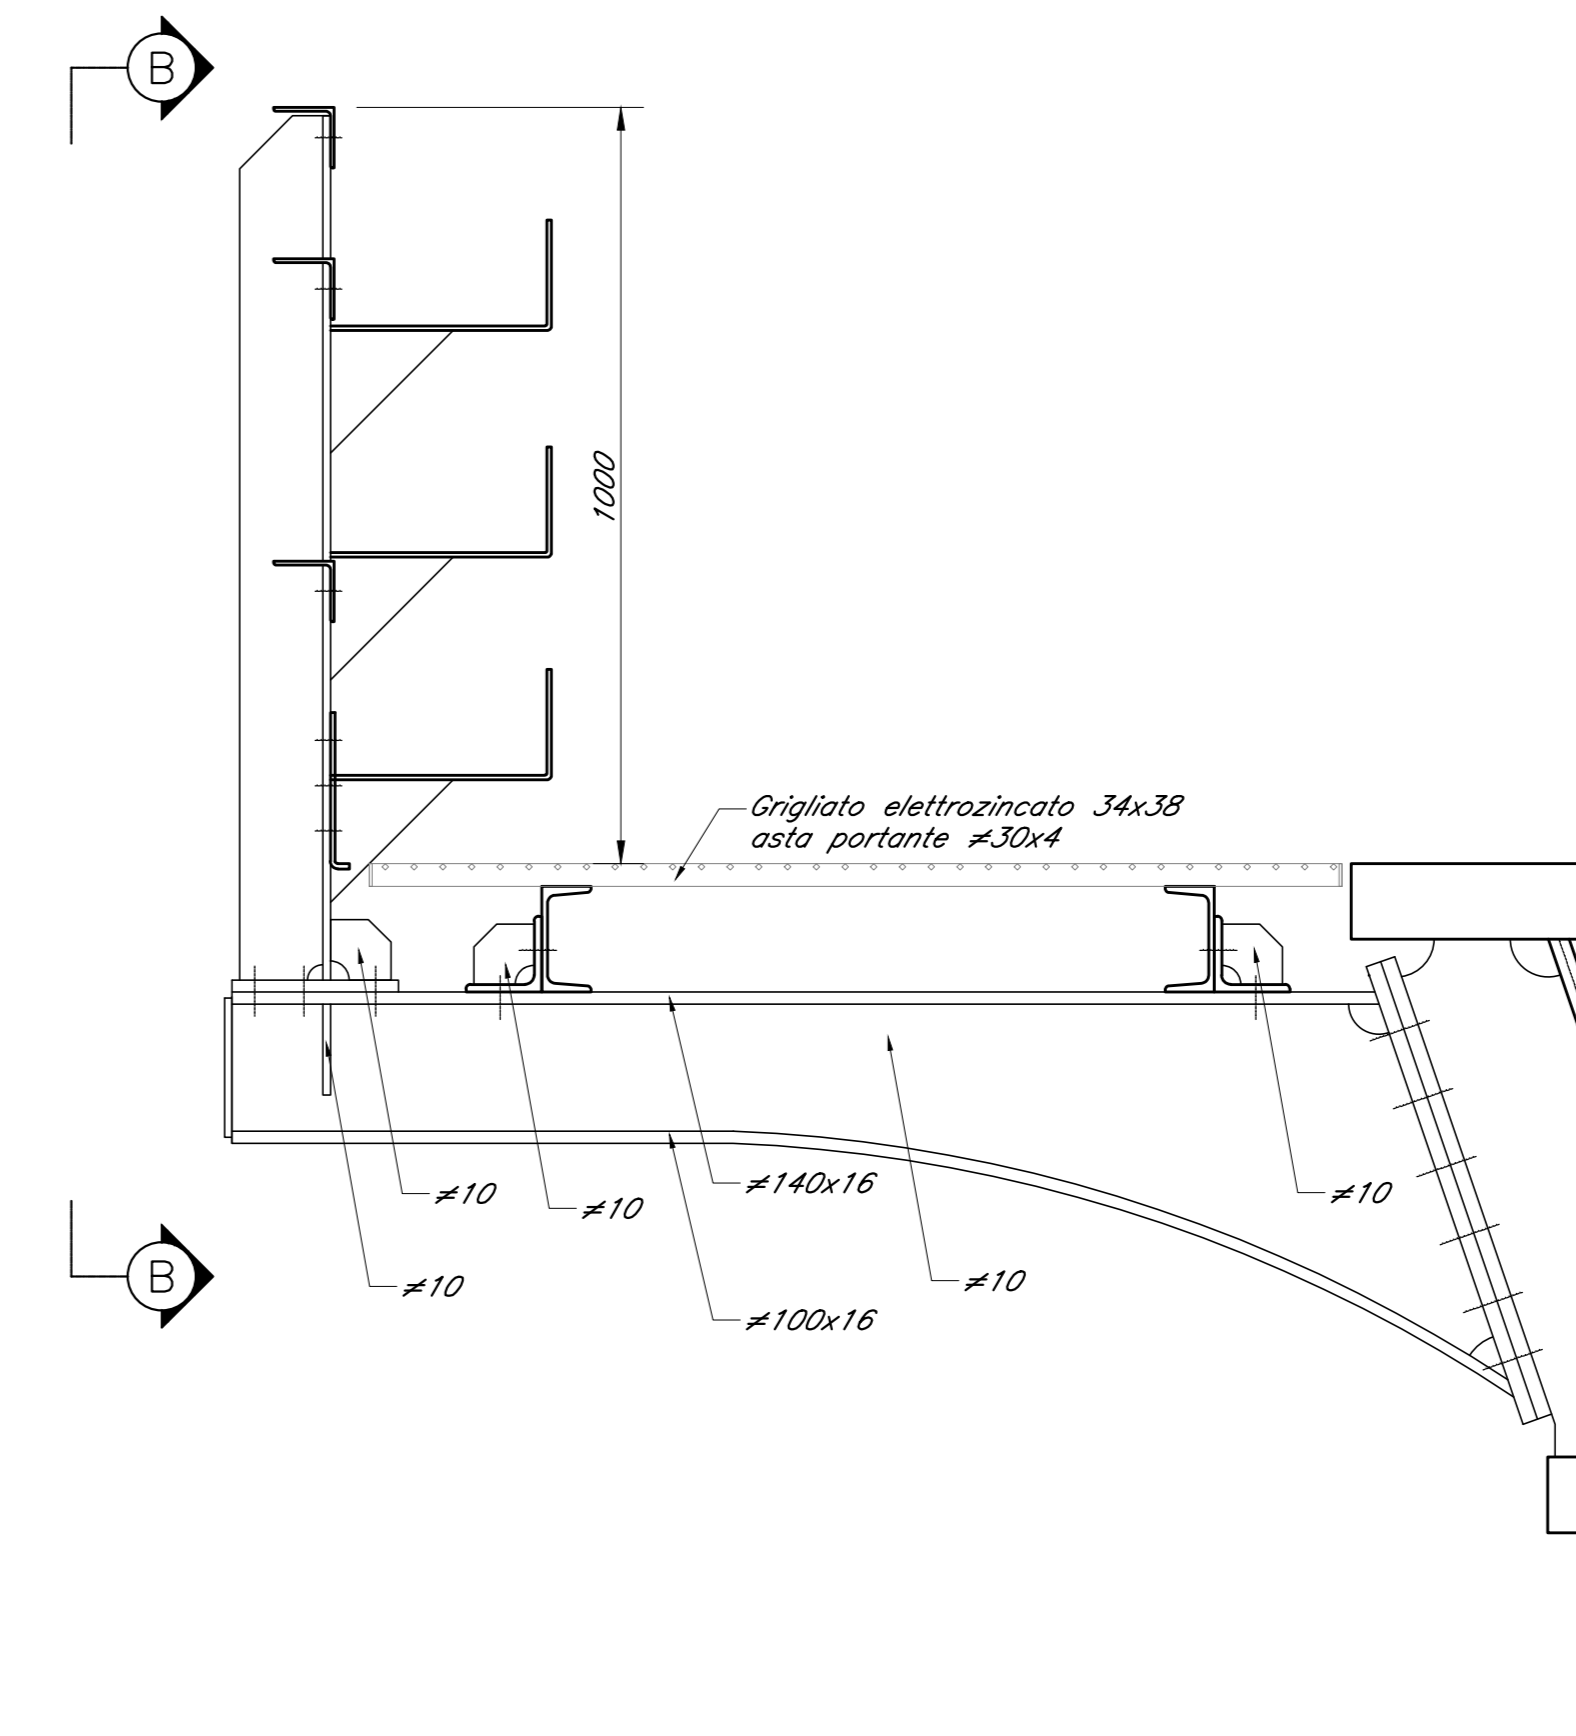 B
1000
Grigliato elettrozincato 34x38
asta portante ≠30x4
≠10
≠10
≠140x16
≠10
B
≠10
≠10
≠100x16